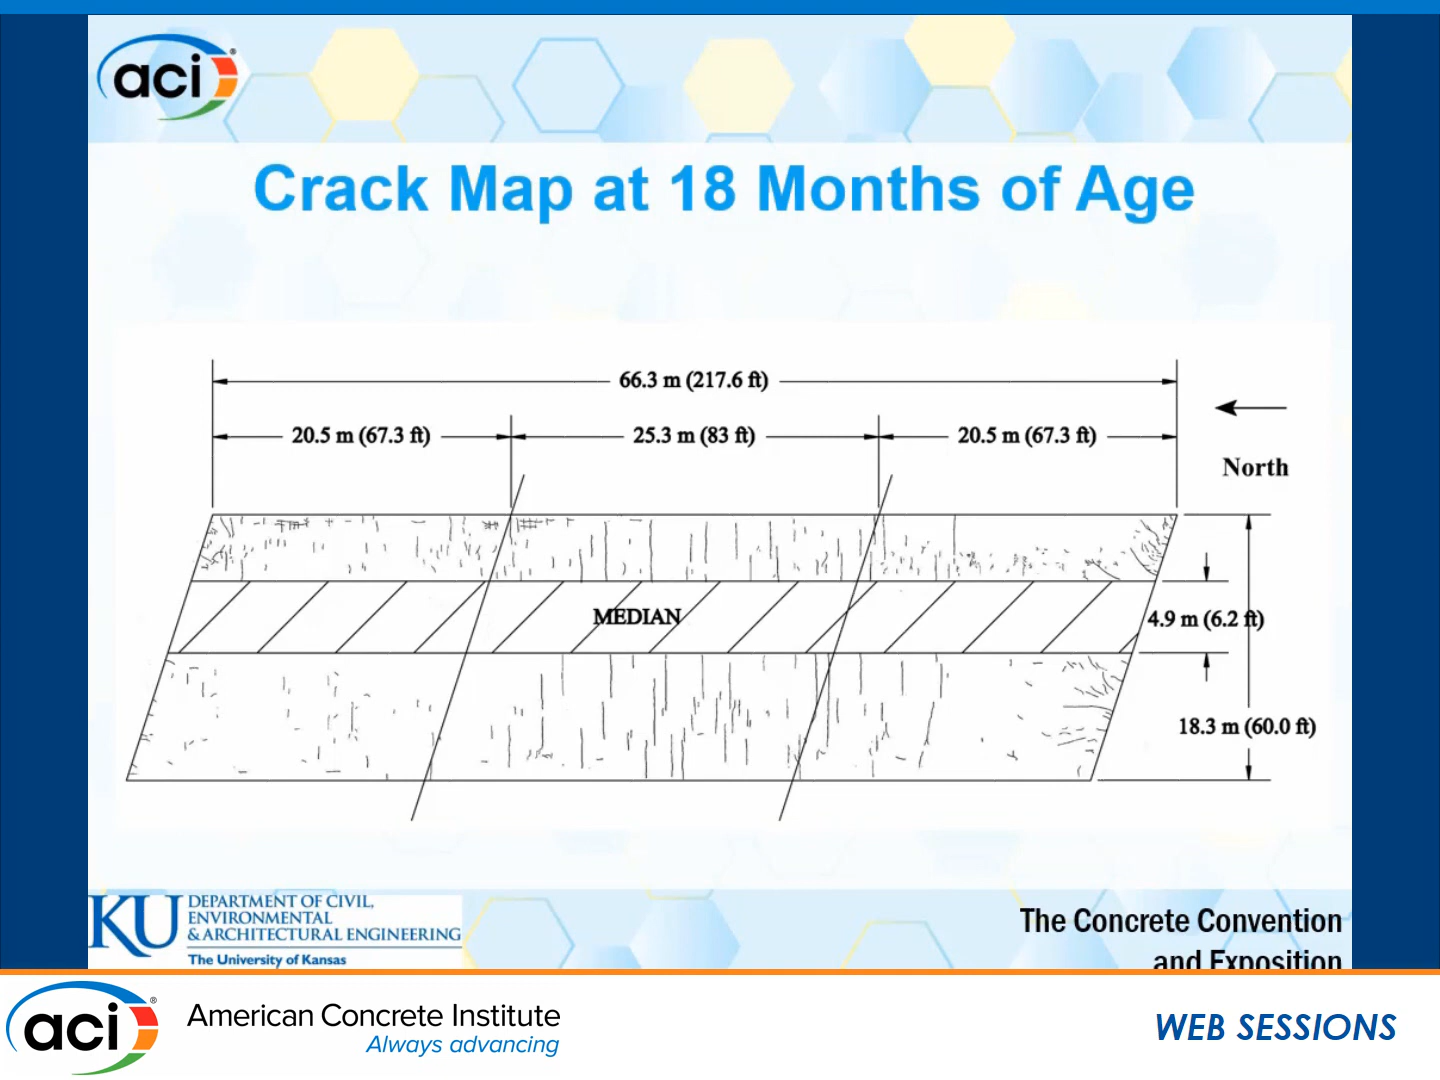 aci®
Crack Map at 18 Months of Age
66.3 m (217.6 ft)
20.5 m (67.3 ft)
25.3 m (83 ft)
20.5 m (67.3 ft)
North
MEDIAN
4.9 m (6.2 ft)
18.3 m (60.0 ft)
KU
DEPARTMENT OF CIVIL,
ENVIRONMENTAL
& ARCHITECTURAL ENGINEERING
The University of Kansas
The Concrete Convention
and Exposition
aci®
American Concrete Institute
Always advancing
WEB SESSIONS